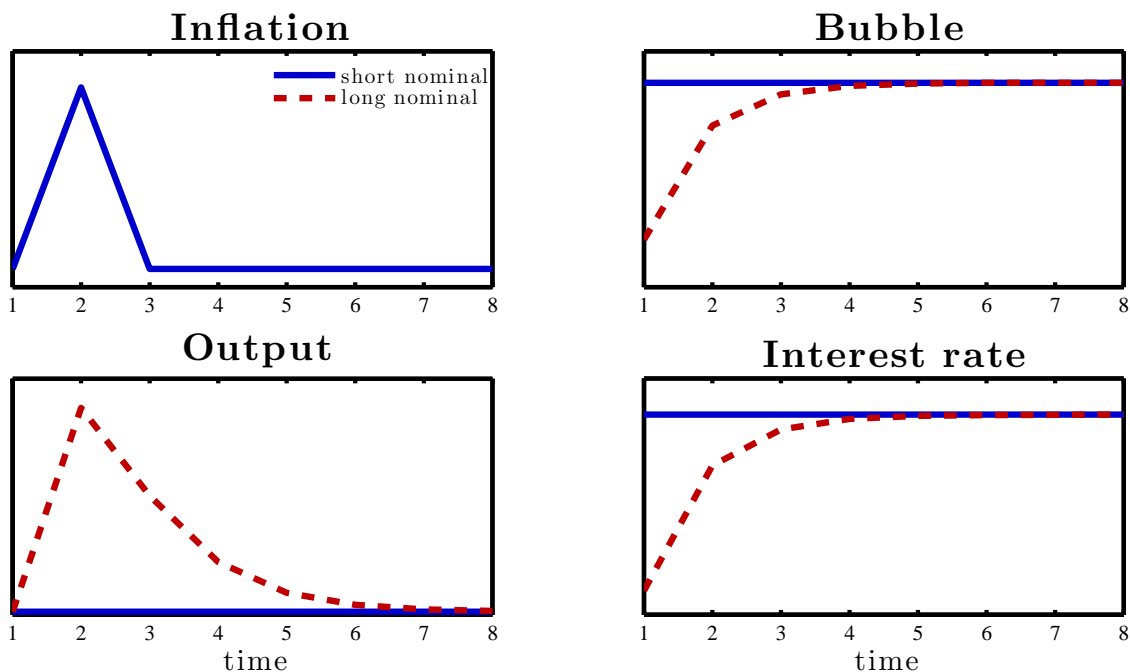 Inflation
short nominal
long nominal
1 2 3 4 5 6 7 8
Bubble
1 2 3 4 5 6 7 8
Output
1 2 3 4 5 6 7 8
time
Interest rate
1 2 3 4 5 6 7 8
time